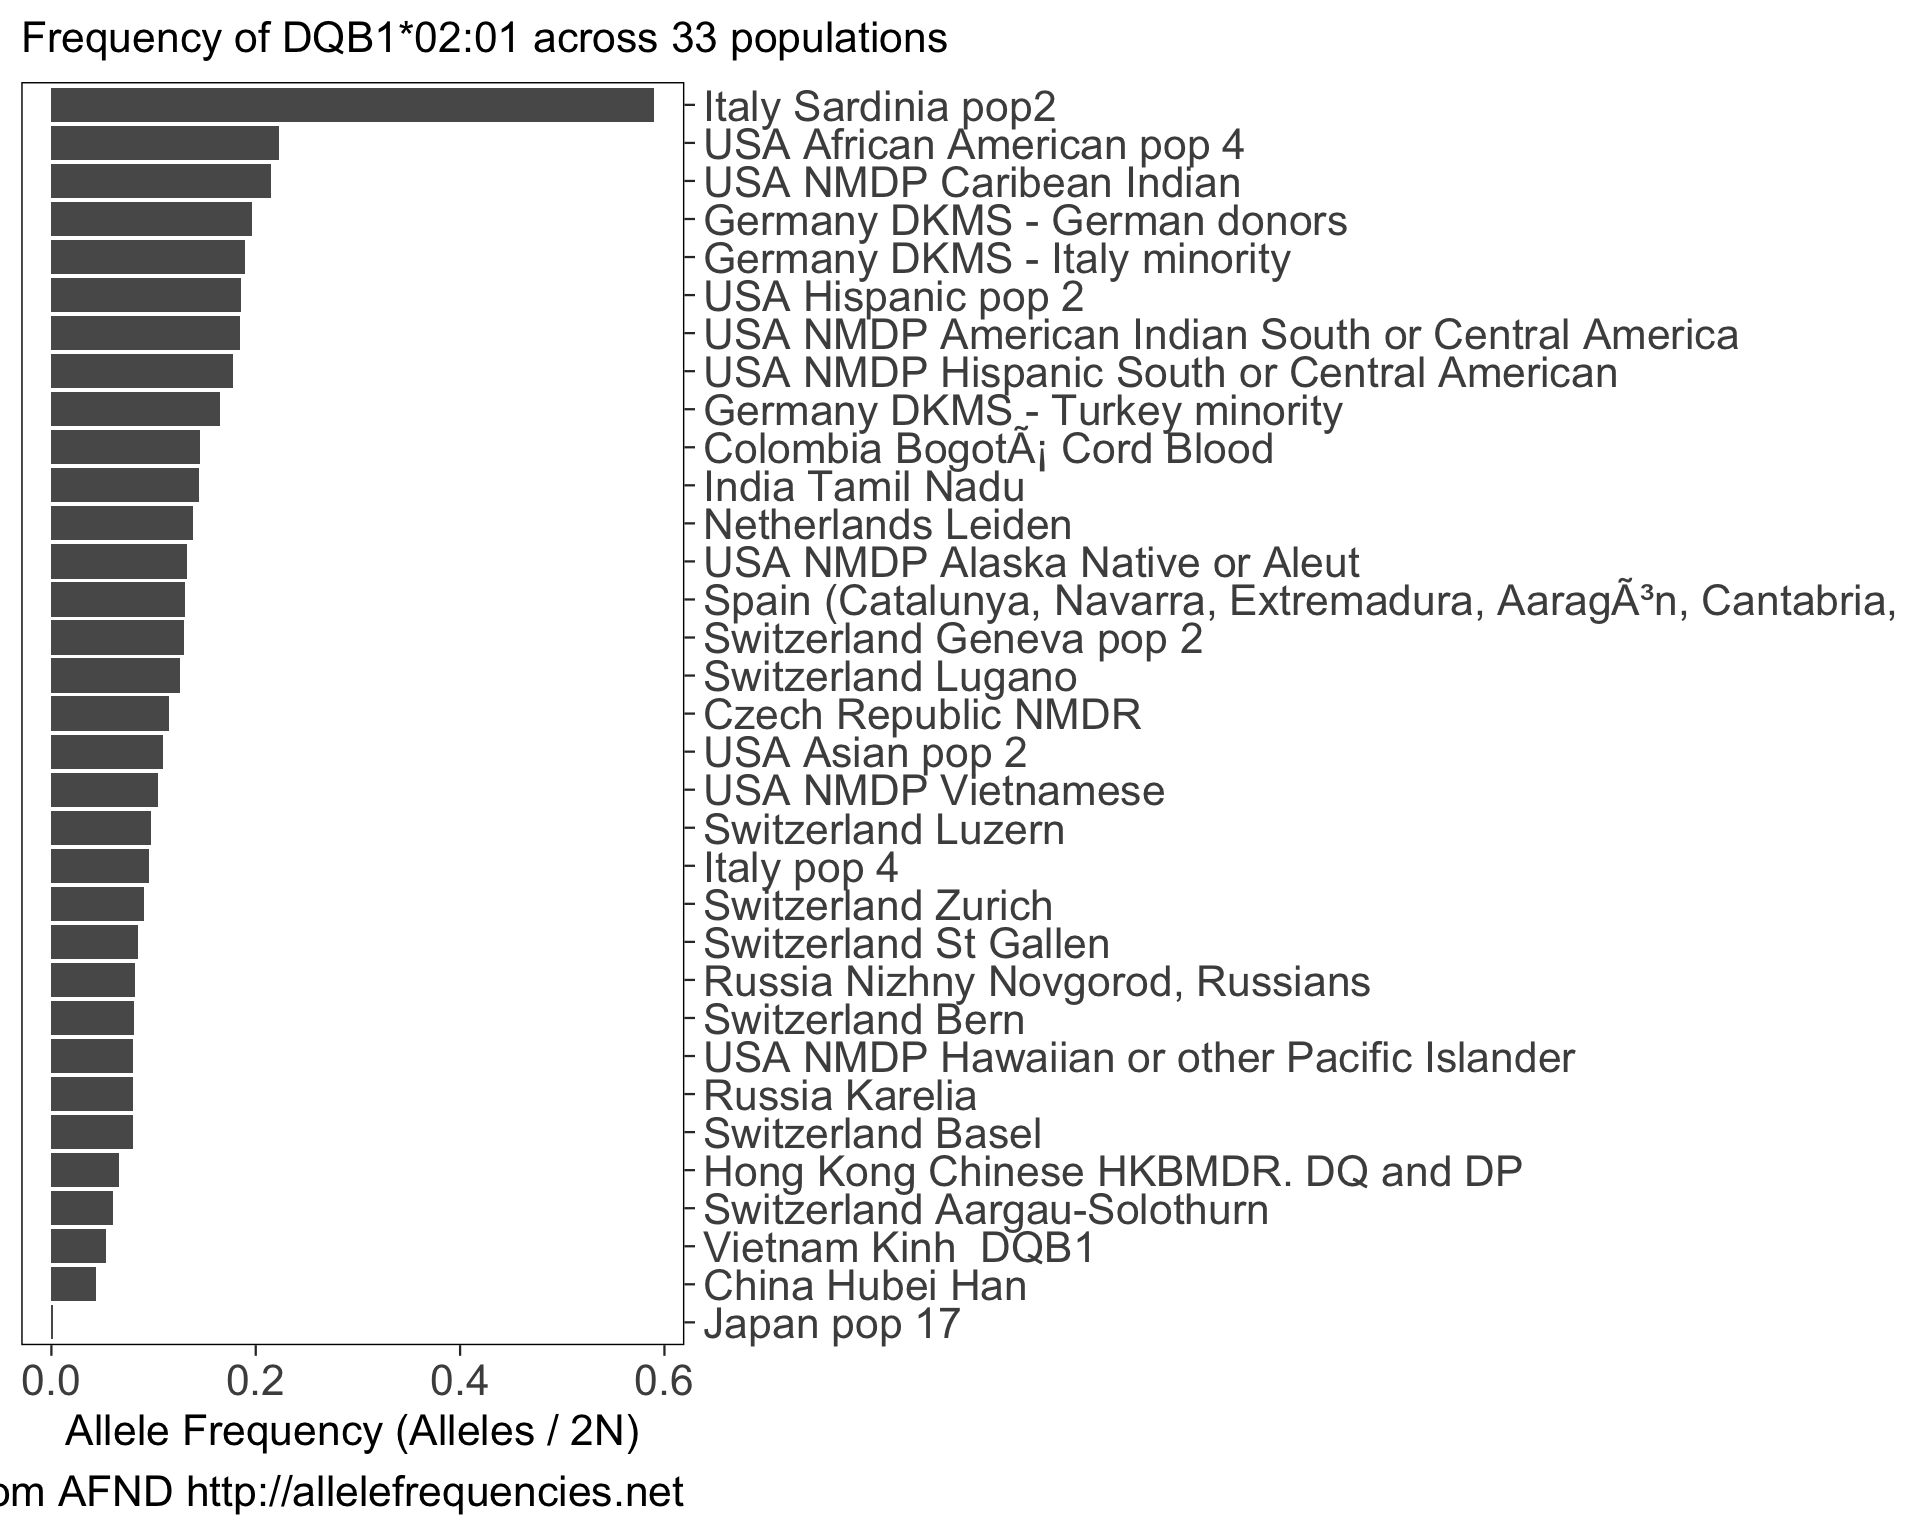 Frequency of DQB1*02:01 across 33 populations
Italy Sardinia pop2
USA African American pop 4
USA NMDP Caribean Indian
Germany DKMS - German donors
Germany DKMS - Italy minority
USA Hispanic pop 2
USA NMDP American Indian South or Central America
USA NMDP Hispanic South or Central American
Germany DKMS - Turkey minority
Colombia BogotÃ¡ Cord Blood
India Tamil Nadu
Netherlands Leiden
USA NMDP Alaska Native or Aleut
Spain (Catalunya, Navarra, Extremadura, AaragÃ³n, Cantabria,
Switzerland Geneva pop 2
Switzerland Lugano
Czech Republic NMDR
USA Asian pop 2
USA NMDP Vietnamese
Switzerland Luzern
Italy pop 4
Switzerland Zurich
Switzerland St Gallen
Russia Nizhny Novgorod, Russians
Switzerland Bern
USA NMDP Hawaiian or other Pacific Islander
Russia Karelia
Switzerland Basel
Hong Kong Chinese HKBMDR. DQ and DP
Switzerland Aargau-Solothurn
Vietnam Kinh  DQB1
China Hubei Han
Japan pop 17
0.0 0.2 0.4 0.6
Allele Frequency (Alleles / 2N)
om AFND http://allelefrequencies.net